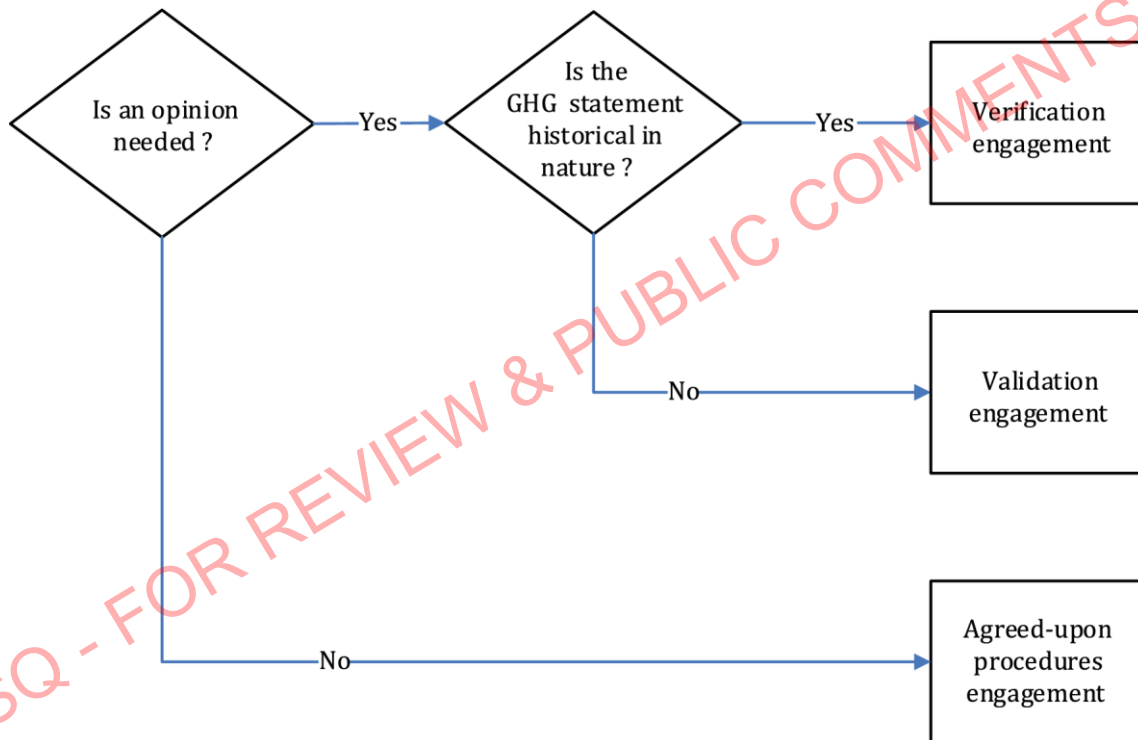 Is an opinion
needed ?
Yes
Is the
GHG statement
historical in
nature ?
Yes
Verification
engagement
No
Validation
engagement
No
Agreed-upon
procedures
engagement
SQ - FOR REVIEW & PUBLIC COMMENTS